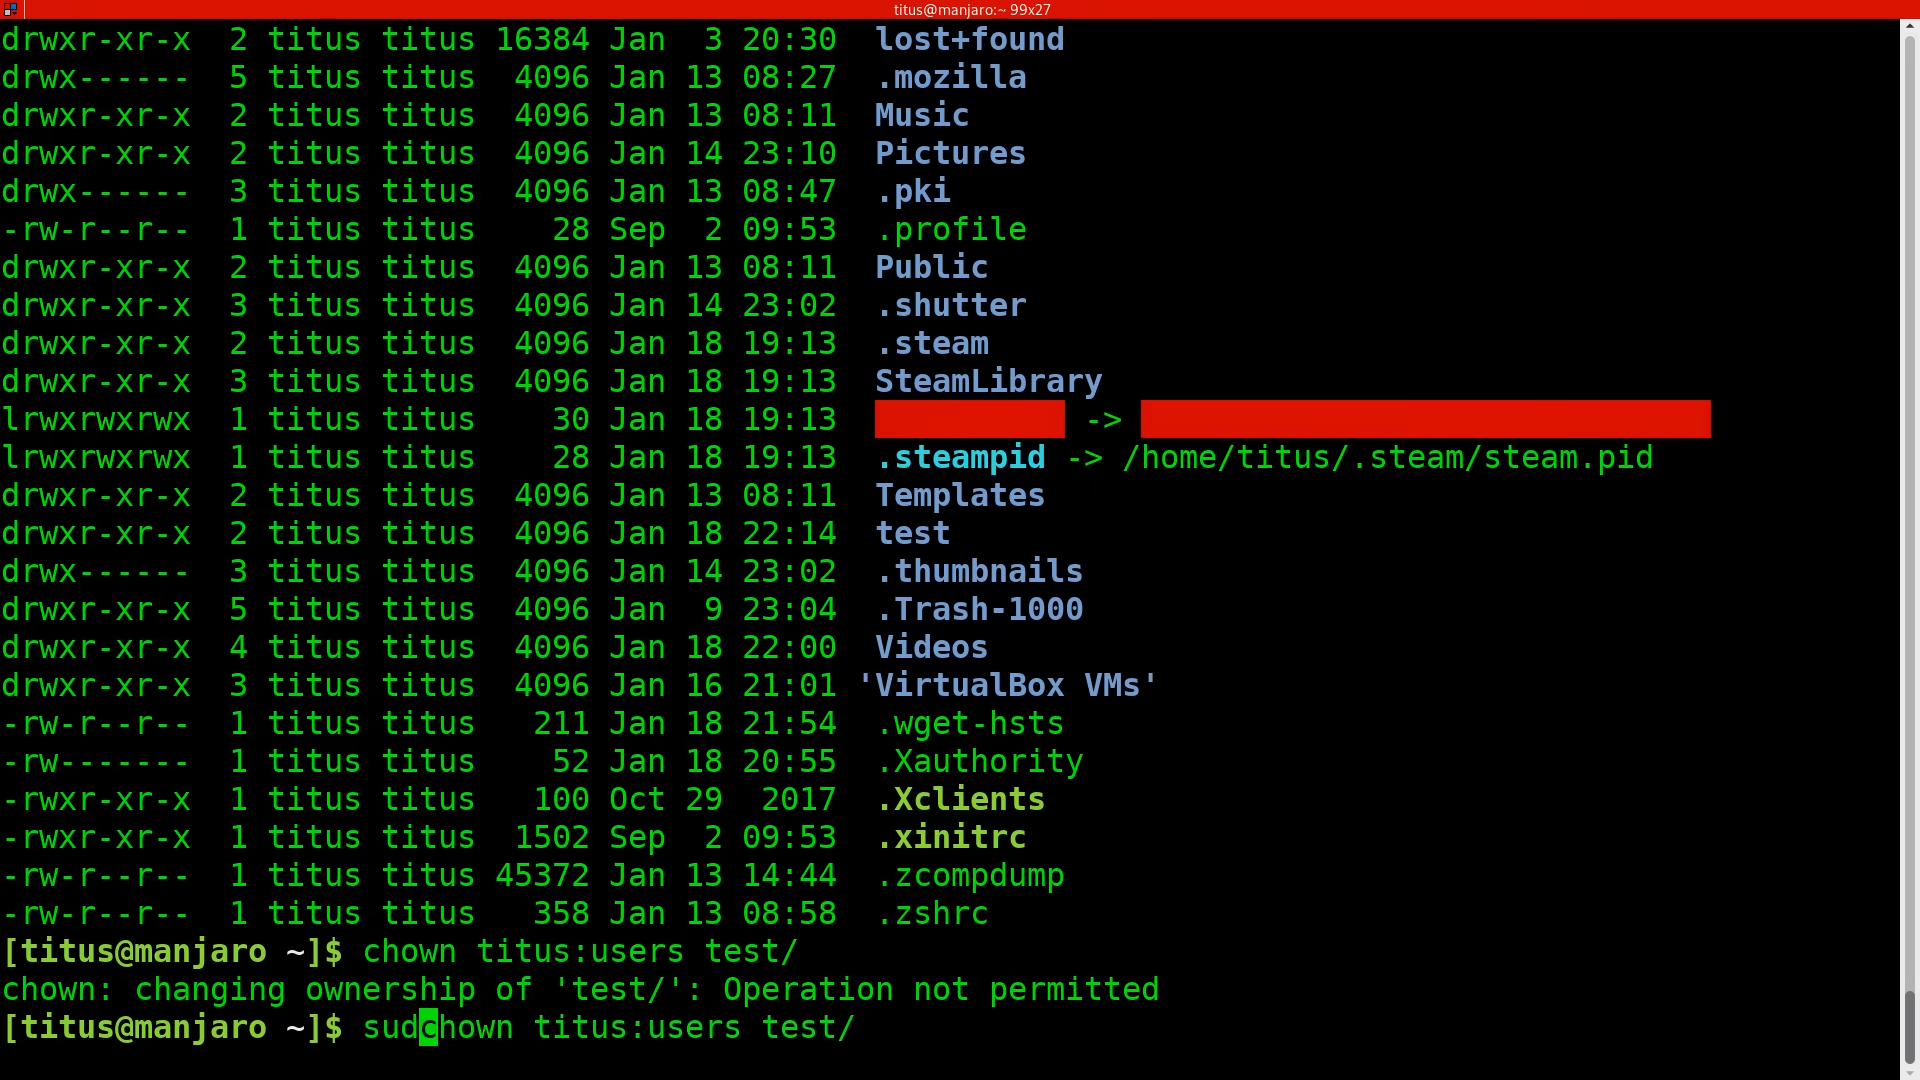 titus@manjaro:~ 99x27
drwxr-xr-x  2 titus titus 16384 Jan  3 20:30  lost+found
drwx------  5 titus titus  4096 Jan 13 08:27  .mozilla
drwxr-xr-x  2 titus titus  4096 Jan 13 08:11  Music
drwxr-xr-x  2 titus titus  4096 Jan 14 23:10  Pictures
drwx------  3 titus titus  4096 Jan 13 08:47  .pki
-rw-r--r--  1 titus titus    28 Sep  2 09:53  .profile
drwxr-xr-x  2 titus titus  4096 Jan 13 08:11  Public
drwxr-xr-x  3 titus titus  4096 Jan 14 23:02  .shutter
drwxr-xr-x  2 titus titus  4096 Jan 18 19:13  .steam
drwxr-xr-x  3 titus titus  4096 Jan 18 19:13  SteamLibrary
lrwxrwxrwx  1 titus titus    30 Jan 18 19:13  ->
lrwxrwxrwx  1 titus titus    28 Jan 18 19:13  .steampid -> /home/titus/.steam/steam.pid
drwxr-xr-x  2 titus titus  4096 Jan 13 08:11  Templates
drwxr-xr-x  2 titus titus  4096 Jan 18 22:14  test
drwx------  3 titus titus  4096 Jan 14 23:02  .thumbnails
drwxr-xr-x  5 titus titus  4096 Jan  9 23:04  .Trash-1000
drwxr-xr-x  4 titus titus  4096 Jan 18 22:00  Videos
drwxr-xr-x  3 titus titus  4096 Jan 16 21:01 'VirtualBox VMs'
-rw-r--r--  1 titus titus   211 Jan 18 21:54  .wget-hsts
-rw-------  1 titus titus    52 Jan 18 20:55  .Xauthority
-rwxr-xr-x  1 titus titus   100 Oct 29  2017  .Xclients
-rwxr-xr-x  1 titus titus  1502 Sep  2 09:53  .xinitrc
-rw-r--r--  1 titus titus 45372 Jan 13 14:44  .zcompdump
-rw-r--r--  1 titus titus   358 Jan 13 08:58  .zshrc
[titus@manjaro ~]$ chown titus:users test/
chown: changing ownership of 'test/': Operation not permitted
[titus@manjaro ~]$ sudchown titus:users test/